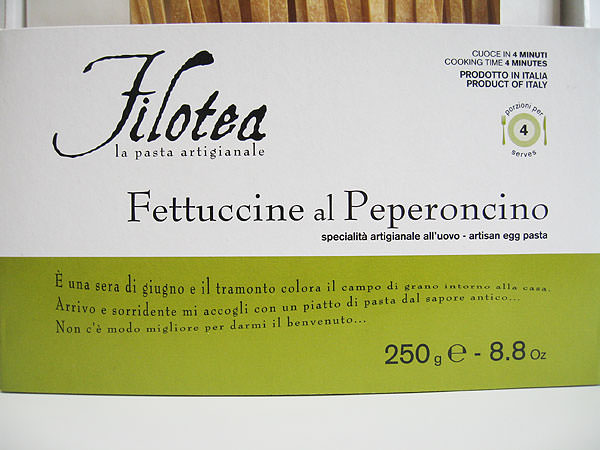 Filotea
la pasta artigianale
CUOCE IN 4 MINUTI
COOKING TIME 4 MINUTES
PRODOTTO IN ITALIA
PRODUCT OF ITALY
porzioni per
4
serves
Fettuccine al Peperoncino
specialità artigianale all'uovo - artisan egg pasta
È una sera di giugno e il tramonto colora il campo di grano intorno alla casa.
Arrivo e sorridente mi accogli con un piatto di pasta dal sapore antico...
Non c'è modo migliore per darmi il benvenuto...
250 g ℮ - 8.8 Oz